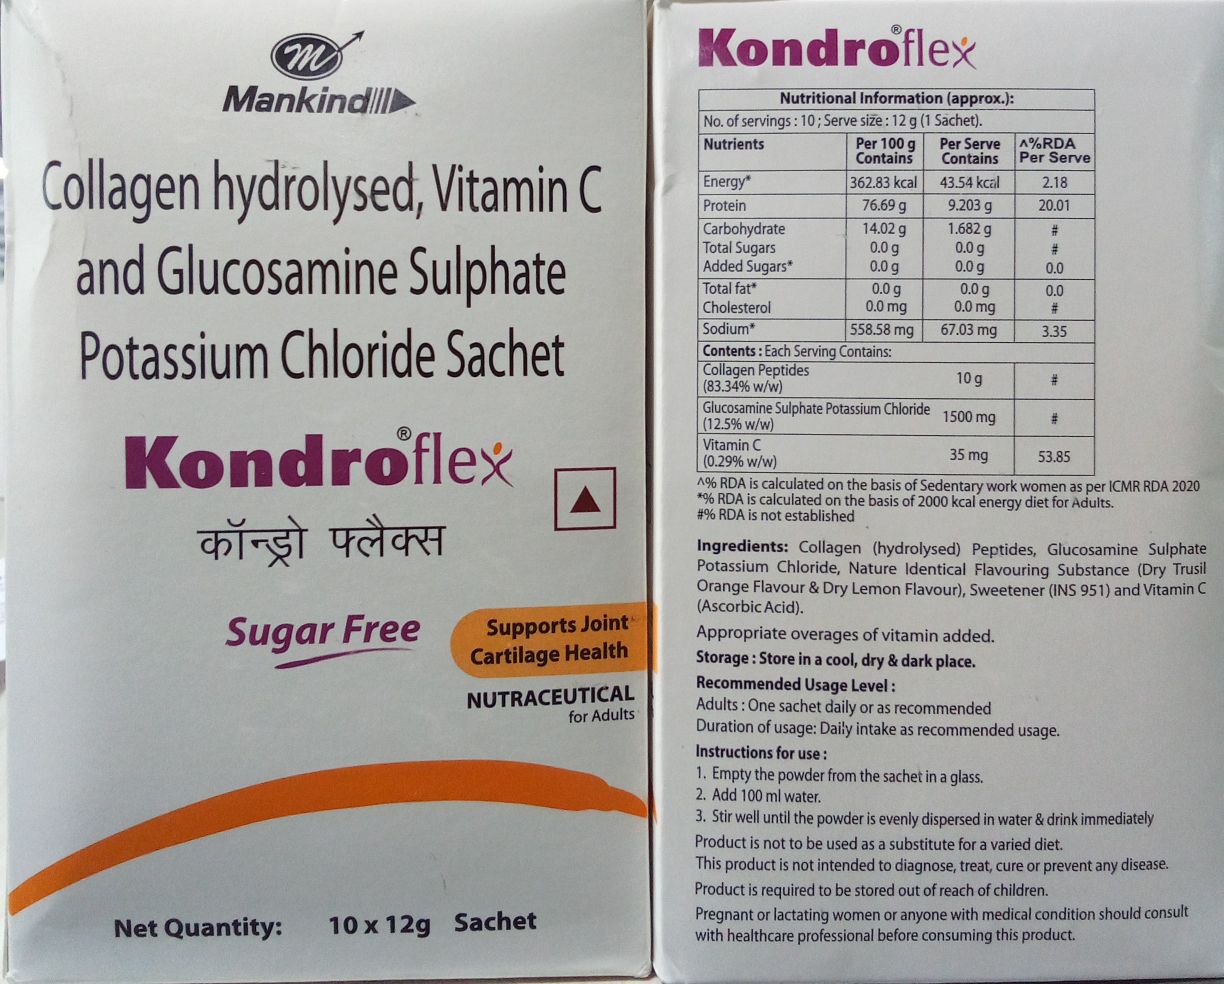 m
Mankind
Collagen hydrolysed, Vitamin C
and Glucosamine Sulphate
Potassium Chloride Sachet
Kondroflex®
कॉन्ड्रो फ्लैक्स
Sugar Free
Supports Joint
Cartilage Health
NUTRACEUTICAL
for Adults
Net Quantity: 10 x 12g Sachet
Kondroflex®
Nutritional Information (approx.):
No. of servings : 10 ; Serve size : 12 g (1 Sachet).
Nutrients Per 100 g Contains Per Serve Contains ^%RDA Per Serve
Energy* 362.83 kcal 43.54 kcal 2.18
Protein 76.69 g 9.203 g 20.01
Carbohydrate 14.02 g 1.682 g #
Total Sugars 0.0 g 0.0 g #
Added Sugars* 0.0 g 0.0 g 0.0
Total fat* 0.0 g 0.0 g 0.0
Cholesterol 0.0 mg 0.0 mg #
Sodium* 558.58 mg 67.03 mg 3.35
Contents : Each Serving Contains:
Collagen Peptides
(83.34% w/w) 10 g #
Glucosamine Sulphate Potassium Chloride
(12.5% w/w) 1500 mg #
Vitamin C
(0.29% w/w) 35 mg 53.85
^% RDA is calculated on the basis of Sedentary work women as per ICMR RDA 2020
*% RDA is calculated on the basis of 2000 kcal energy diet for Adults.
#% RDA is not established
Ingredients: Collagen (hydrolysed) Peptides, Glucosamine Sulphate
Potassium Chloride, Nature Identical Flavouring Substance (Dry Trusil
Orange Flavour & Dry Lemon Flavour), Sweetener (INS 951) and Vitamin C
(Ascorbic Acid).
Appropriate overages of vitamin added.
Storage : Store in a cool, dry & dark place.
Recommended Usage Level :
Adults : One sachet daily or as recommended
Duration of usage: Daily intake as recommended usage.
Instructions for use :
1. Empty the powder from the sachet in a glass.
2. Add 100 ml water.
3. Stir well until the powder is evenly dispersed in water & drink immediately
Product is not to be used as a substitute for a varied diet.
This product is not intended to diagnose, treat, cure or prevent any disease.
Product is required to be stored out of reach of children.
Pregnant or lactating women or anyone with medical condition should consult
with healthcare professional before consuming this product.